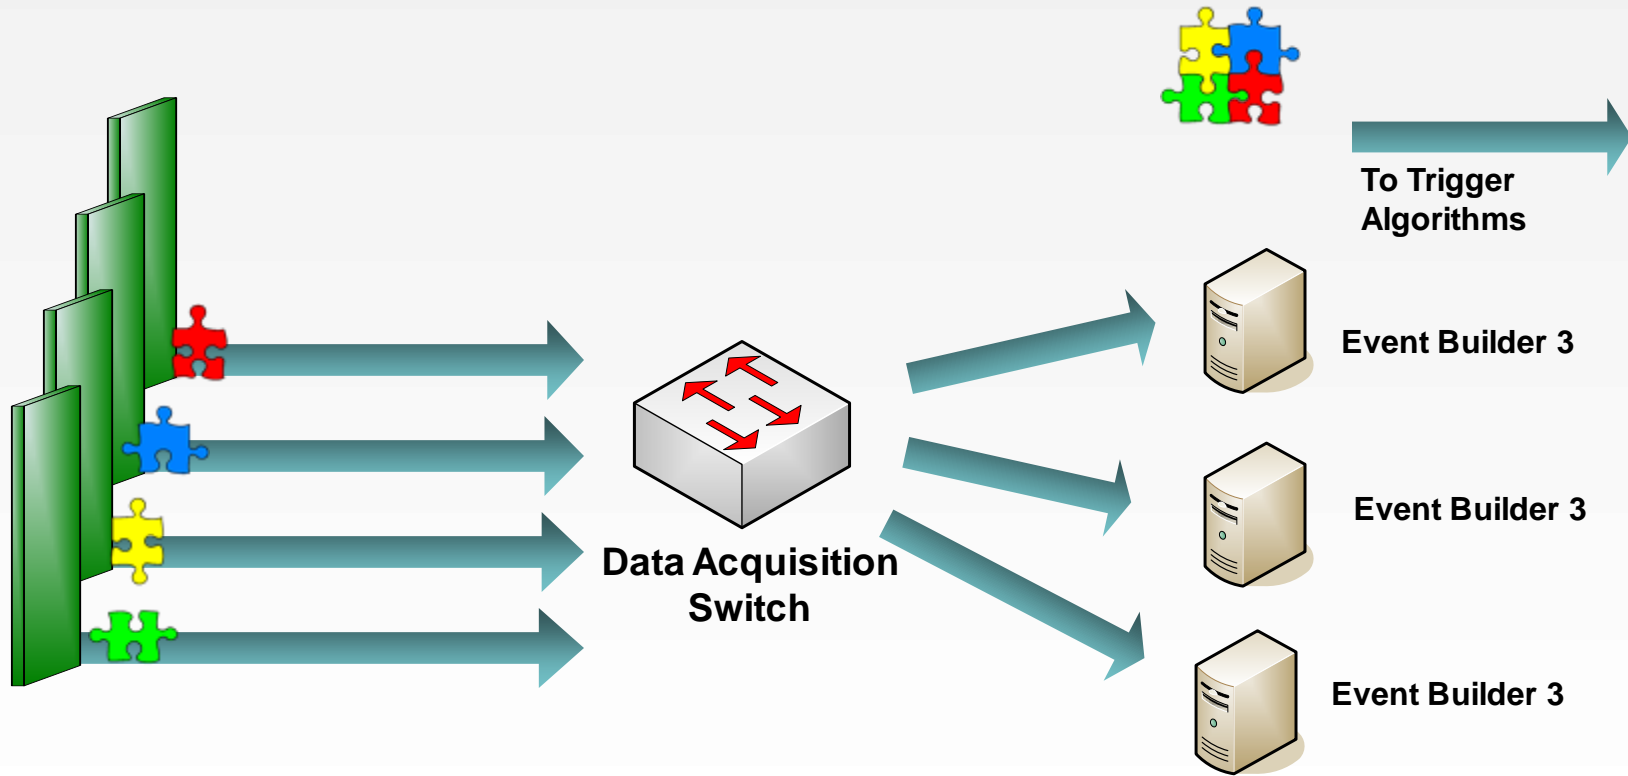 To Trigger
Algorithms
Event Builder 3
Event Builder 3
Data Acquisition
Switch
Event Builder 3